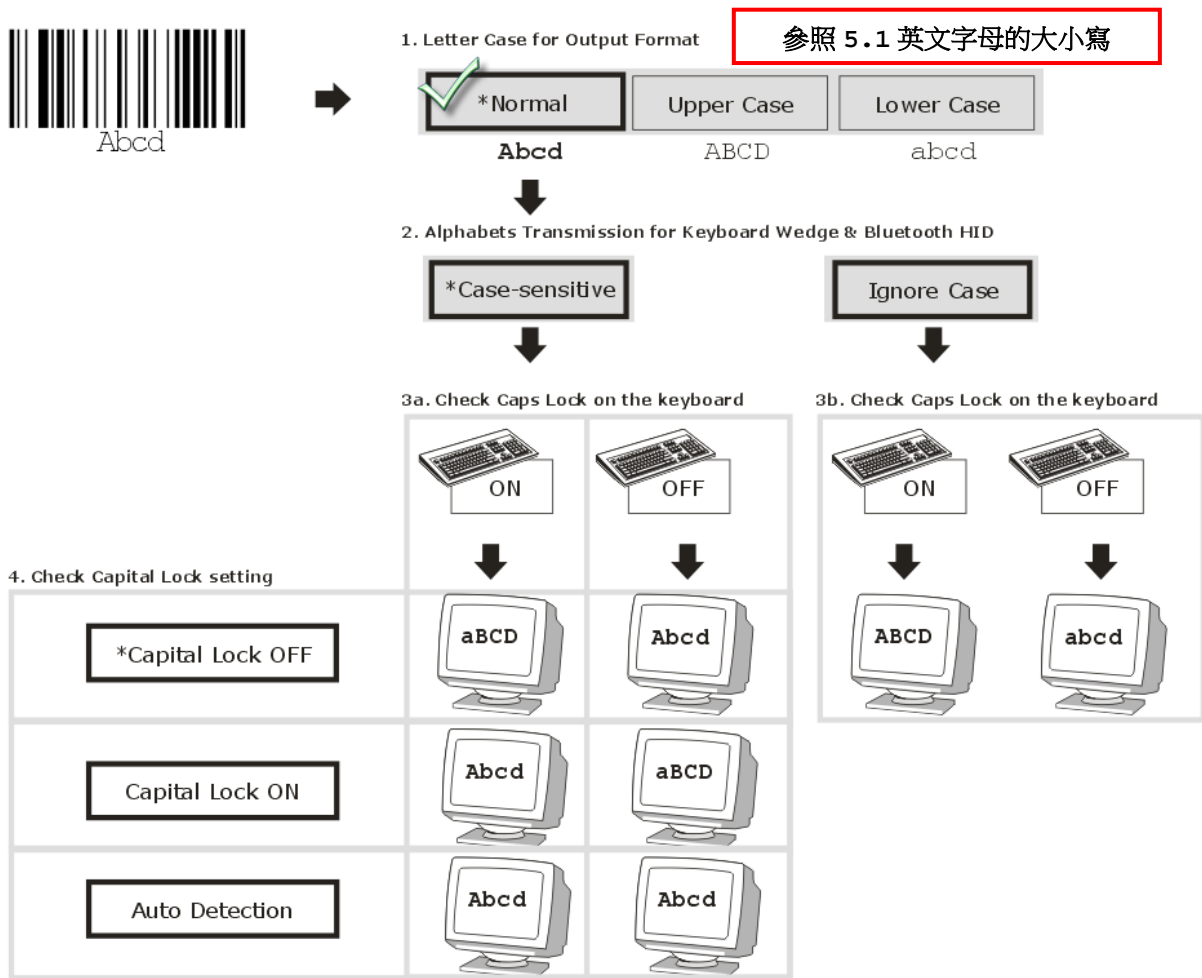 1. Letter Case for Output Format
參照 5.1 英文字母的大小寫
*Normal Upper Case Lower Case
Abcd
Abcd ABCD abcd
2. Alphabets Transmission for Keyboard Wedge & Bluetooth HID
*Case-sensitive Ignore Case
3a. Check Caps Lock on the keyboard 3b. Check Caps Lock on the keyboard
ON OFF ON OFF
4. Check Capital Lock setting
*Capital Lock OFF aBCD Abcd ABCD abcd
Capital Lock ON Abcd aBCD
Auto Detection Abcd Abcd